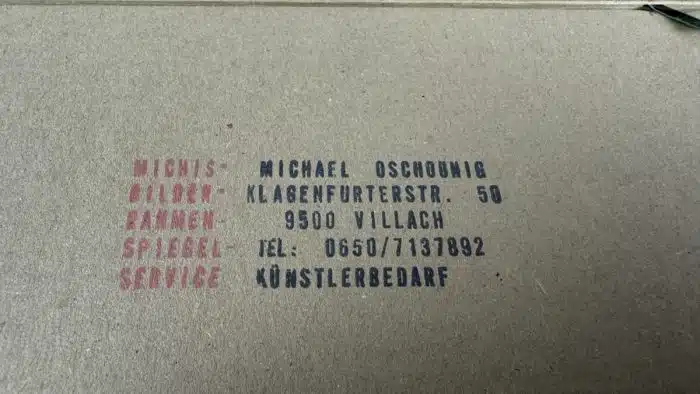 MICHIS- MICHAEL OSCHOUNIG
BILDER- KLAGENFURTERSTR. 50
RAHMEN- 9500 VILLACH
SPIEGEL- TEL: 0650/7137892
SERVICE KÜNSTLERBEDARF